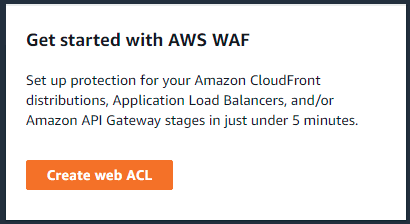 Get started with AWS WAF
Set up protection for your Amazon CloudFront
distributions, Application Load Balancers, and/or
Amazon API Gateway stages in just under 5 minutes.
Create web ACL